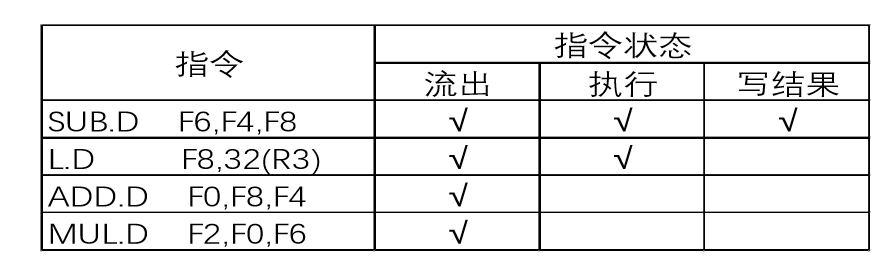 指令 指令状态
流出 执行 写结果
SUB.D F6,F4,F8 √ √ √
L.D F8,32(R3) √ √
ADD.D F0,F8,F4 √
MUL.D F2,F0,F6 √